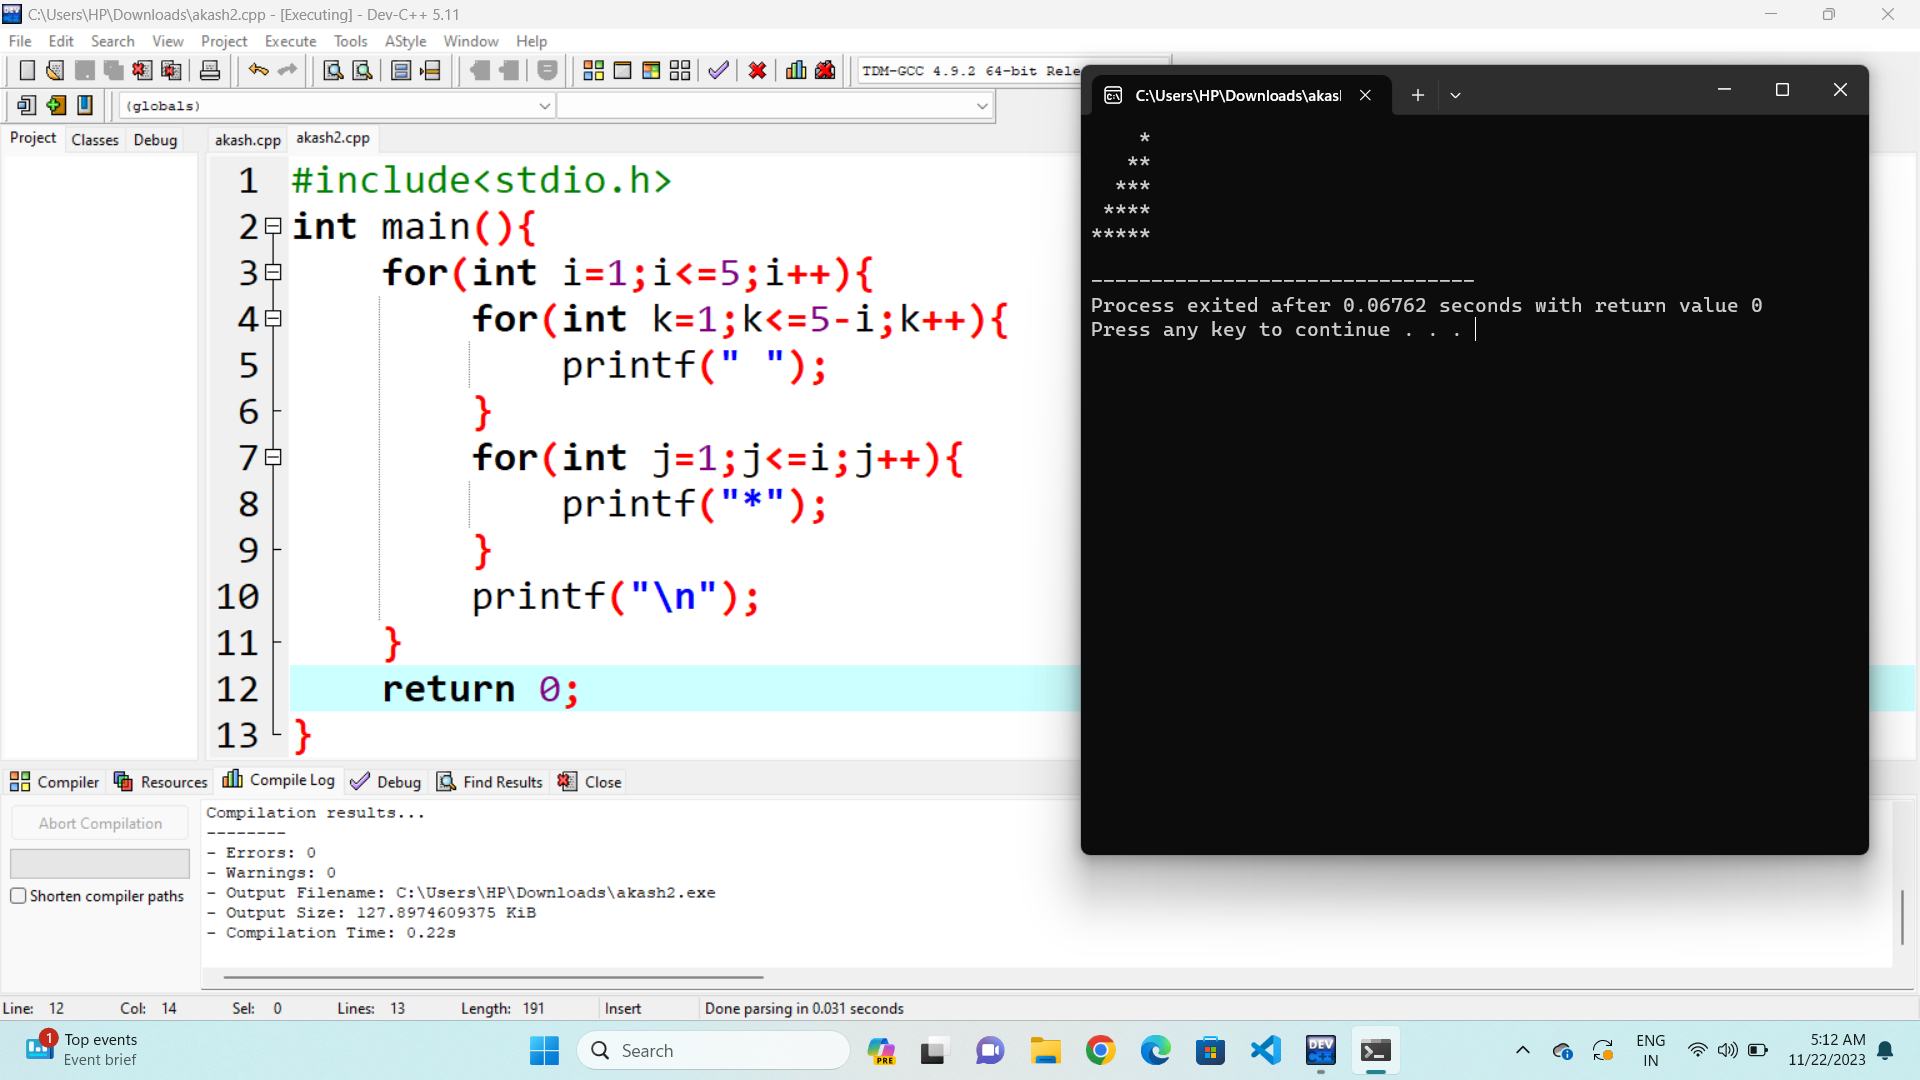 C:\Users\HP\Downloads\akash2.cpp - [Executing] - Dev-C++ 5.11
File Edit Search View Project Execute Tools AStyle Window Help
TDM-GCC 4.9.2 64-bit Rele
(globals)
Project Classes Debug
akash.cpp akash2.cpp
1 #include<stdio.h>
2 int main(){
3 for(int i=1;i<=5;i++){
4 for(int k=1;k<=5-i;k++){
5 printf(" ");
6 }
7 for(int j=1;j<=i;j++){
8 printf("*");
9 }
10 printf("\n");
11 }
12 return 0;
13 }
C:\Users\HP\Downloads\akas
*
**
***
****
*****
--------------------------------
Process exited after 0.06762 seconds with return value 0
Press any key to continue . . .
Compiler Resources Compile Log Debug Find Results Close
Abort Compilation
Shorten compiler paths
Compilation results...
--------
- Errors: 0
- Warnings: 0
- Output Filename: C:\Users\HP\Downloads\akash2.exe
- Output Size: 127.8974609375 KiB
- Compilation Time: 0.22s
Line: 12 Col: 14 Sel: 0 Lines: 13 Length: 191 Insert Done parsing in 0.031 seconds
1
Top events
Event brief
Search
PRE
DEV
C++
ENG
IN
5:12 AM
11/22/2023